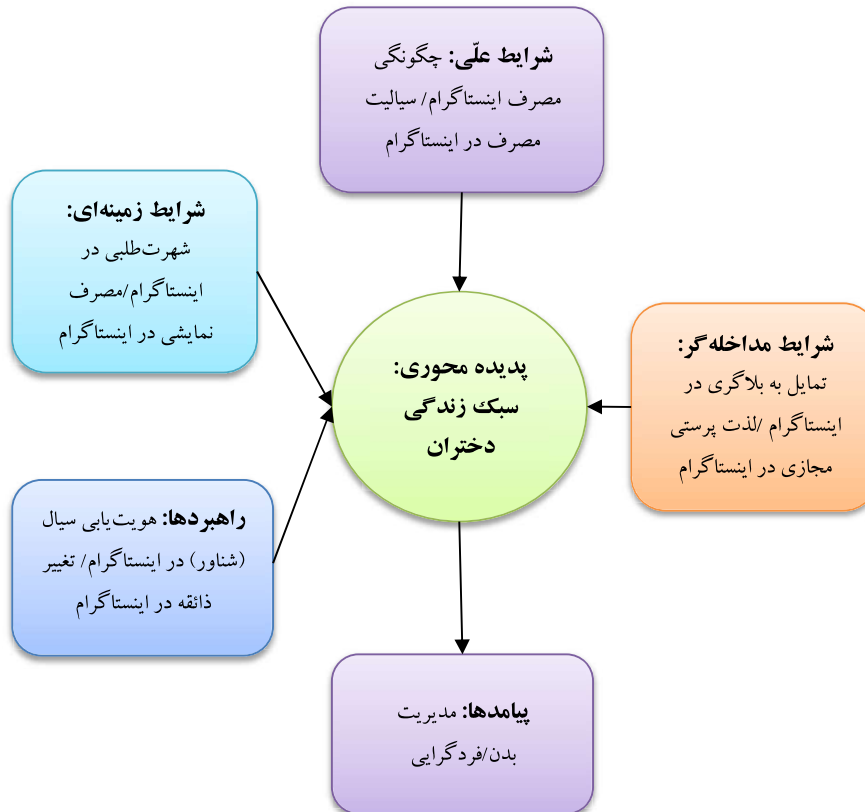 شرایط علّی: چگونگی
مصرف اینستاگرام/ سیالیت
مصرف در اینستاگرام
شرایط زمینه‌ای:
شهرت‌طلبی در
اینستاگرام/مصرف
نمایشی در اینستاگرام
شرایط مداخله‌گر:
تمایل به بلاگری در
اینستاگرام /لذت پرستی
مجازی در اینستاگرام
پدیده محوری:
سبک زندگی
دختران
راهبردها: هویت‌یابی سیال
(شناور) در اینستاگرام/ تغییر
ذائقه در اینستاگرام
پیامدها: مدیریت
بدن/فردگرایی